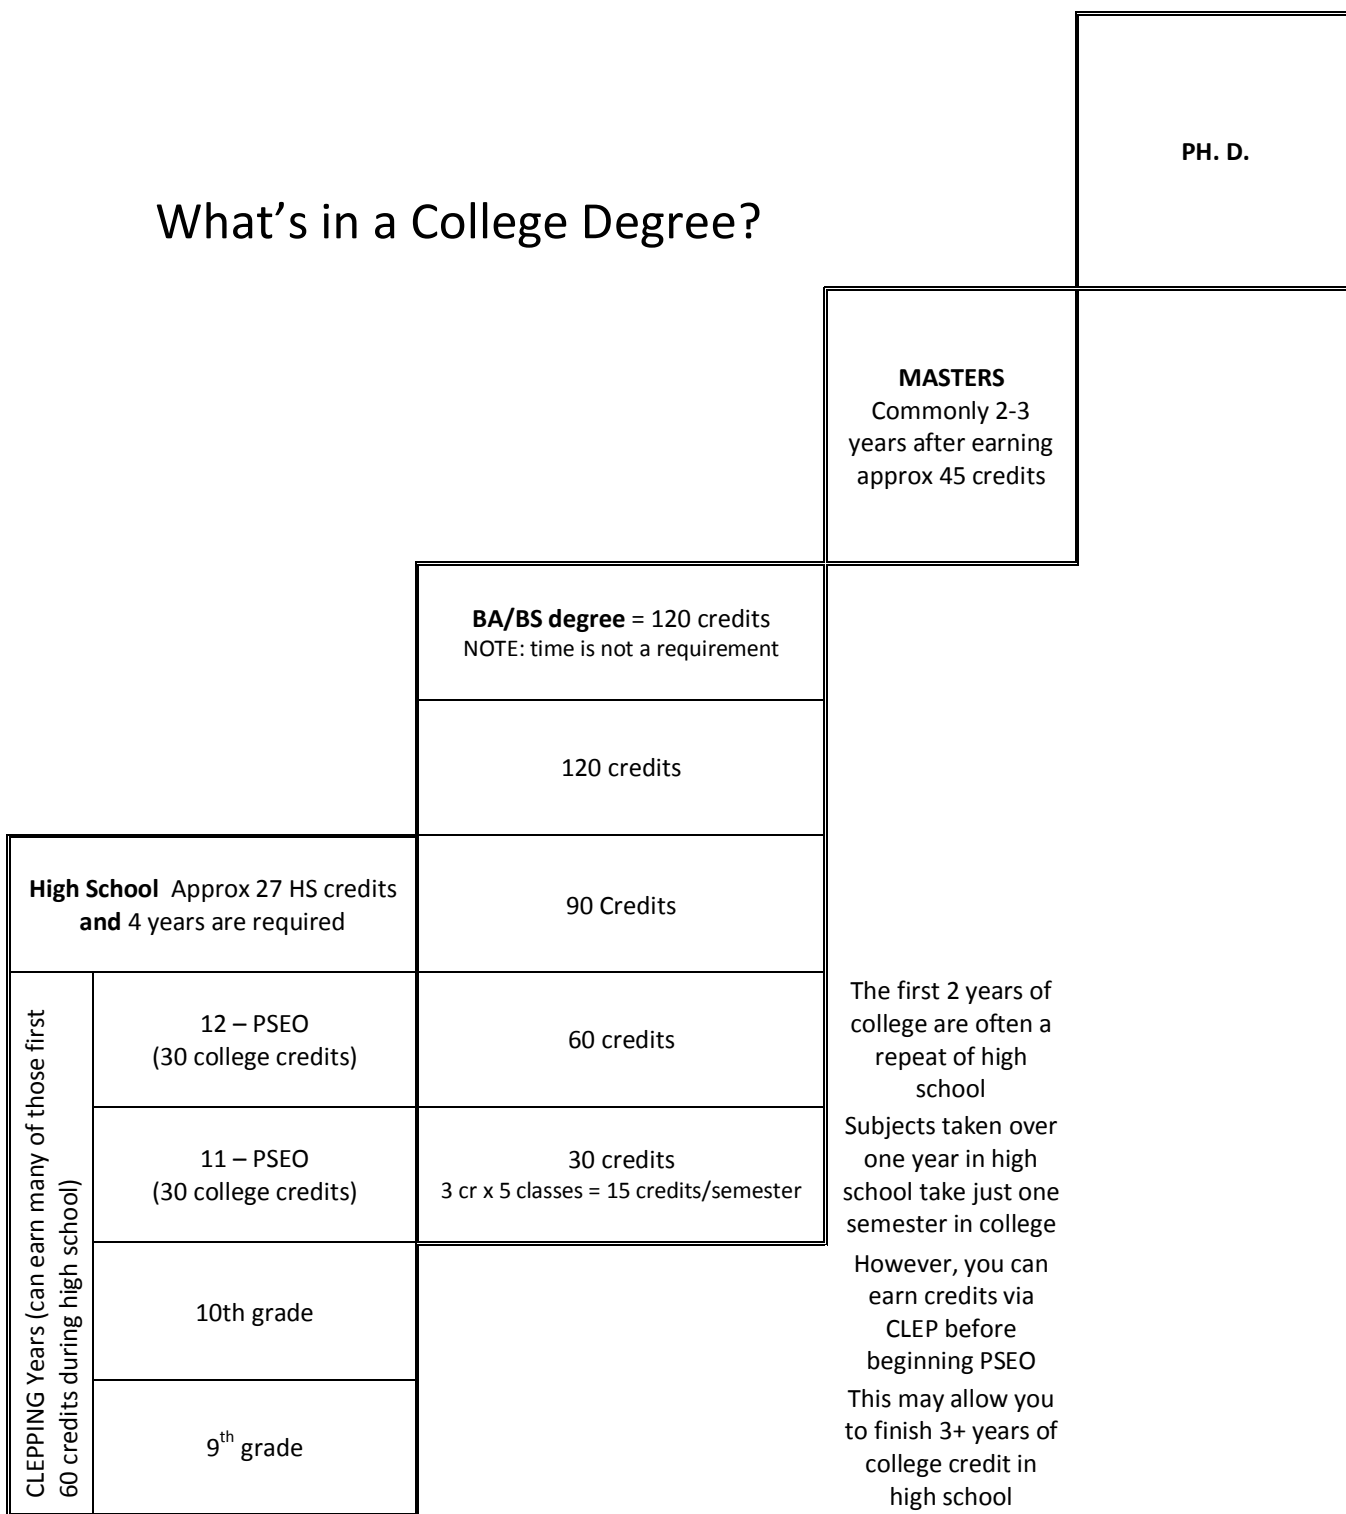 PH. D.
What’s in a College Degree?
MASTERS
Commonly 2-3
years after earning
approx 45 credits
BA/BS degree = 120 credits
NOTE: time is not a requirement
120 credits
High School  Approx 27 HS credits
and 4 years are required
90 Credits
CLEPPING Years (can earn many of those first
60 credits during high school)
12 – PSEO
(30 college credits)
60 credits
The first 2 years of
college are often a
repeat of high
school
11 – PSEO
(30 college credits)
30 credits
3 cr x 5 classes = 15 credits/semester
Subjects taken over
one year in high
school take just one
semester in college
10th grade
However, you can
earn credits via
CLEP before
beginning PSEO
9th grade
This may allow you
to finish 3+ years of
college credit in
high school